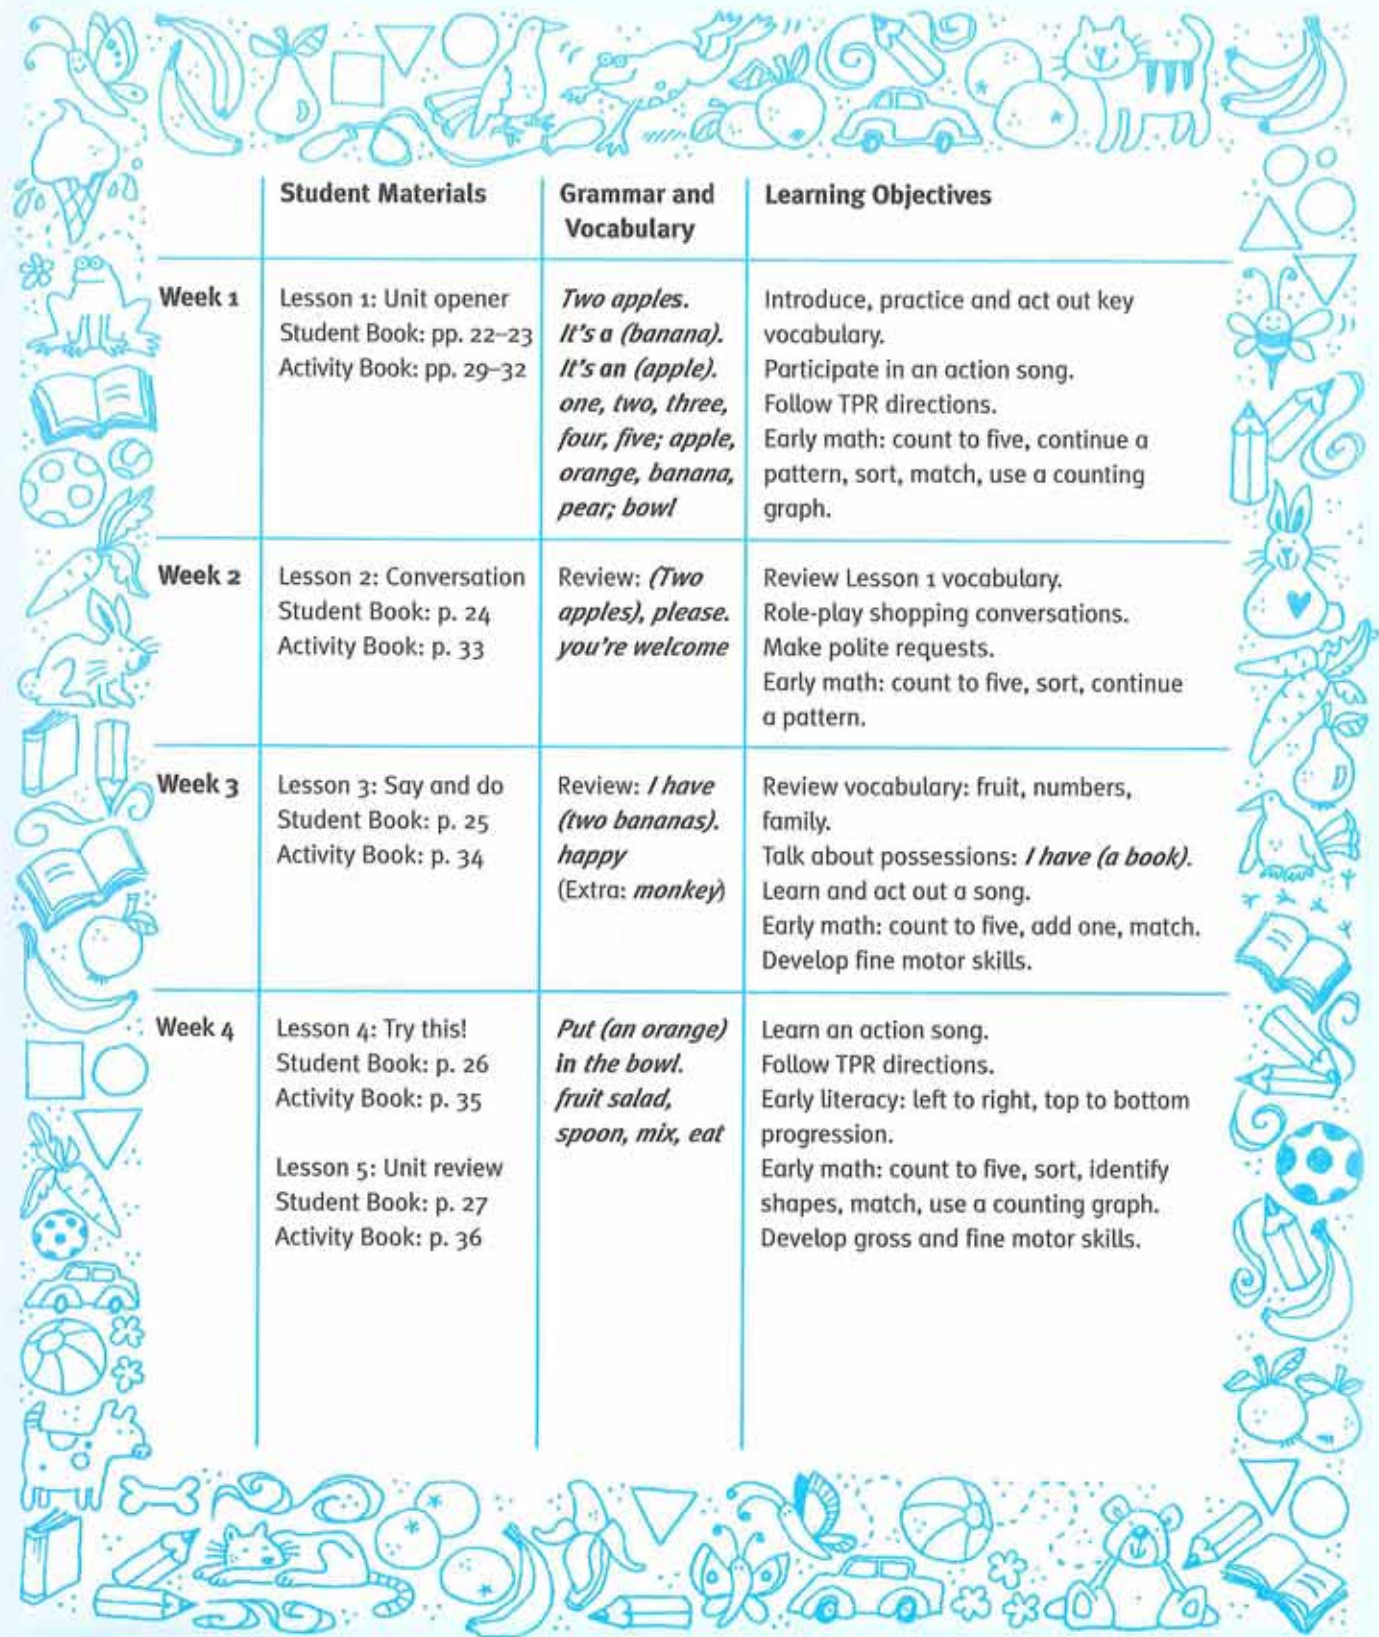 Student Materials
Grammar and
Vocabulary
Learning Objectives
Week 1
Lesson 1: Unit opener
Student Book: pp. 22–23
Activity Book: pp. 29–32
Two apples.
It's a (banana).
It's an (apple).
one, two, three,
four, five; apple,
orange, banana,
pear; bowl
Introduce, practice and act out key
vocabulary.
Participate in an action song.
Follow TPR directions.
Early math: count to five, continue a
pattern, sort, match, use a counting
graph.
Week 2
Lesson 2: Conversation
Student Book: p. 24
Activity Book: p. 33
Review: (Two
apples), please.
you're welcome
Review Lesson 1 vocabulary.
Role-play shopping conversations.
Make polite requests.
Early math: count to five, sort, continue
a pattern.
Week 3
Lesson 3: Say and do
Student Book: p. 25
Activity Book: p. 34
Review: I have
(two bananas).
happy
(Extra: monkey)
Review vocabulary: fruit, numbers,
family.
Talk about possessions: I have (a book).
Learn and act out a song.
Early math: count to five, add one, match.
Develop fine motor skills.
Week 4
Lesson 4: Try this!
Student Book: p. 26
Activity Book: p. 35
Lesson 5: Unit review
Student Book: p. 27
Activity Book: p. 36
Put (an orange)
in the bowl.
fruit salad,
spoon, mix, eat
Learn an action song.
Follow TPR directions.
Early literacy: left to right, top to bottom
progression.
Early math: count to five, sort, identify
shapes, match, use a counting graph.
Develop gross and fine motor skills.